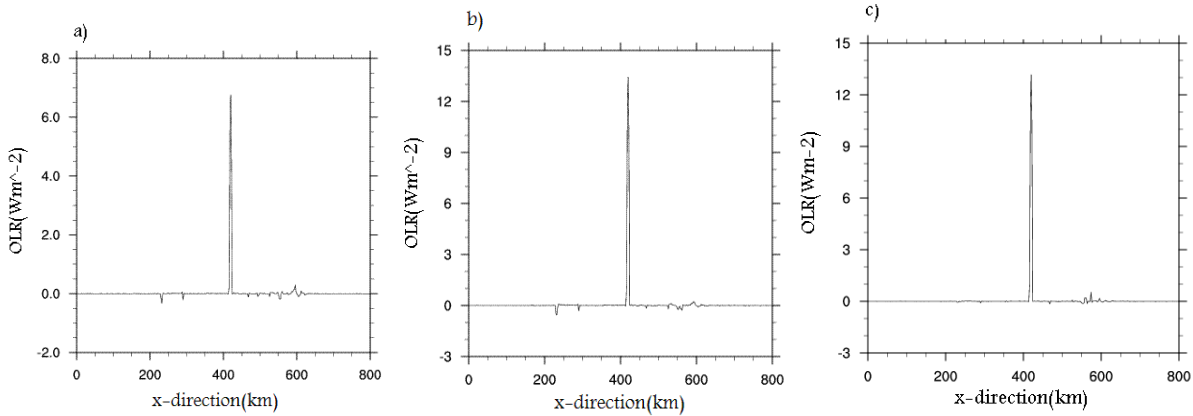 a)
8.0
6.0
4.0
2.0
0.0
-2.0
0 200 400 600 800
OLR(Wm^-2)
x-direction(km)
b)
15
12
9
6
3
0
-3
0 200 400 600 800
OLR(Wm^-2)
x-direction(km)
c)
15
12
9
6
3
0
-3
0 200 400 600 800
OLR(Wm-2)
x-direction(km)